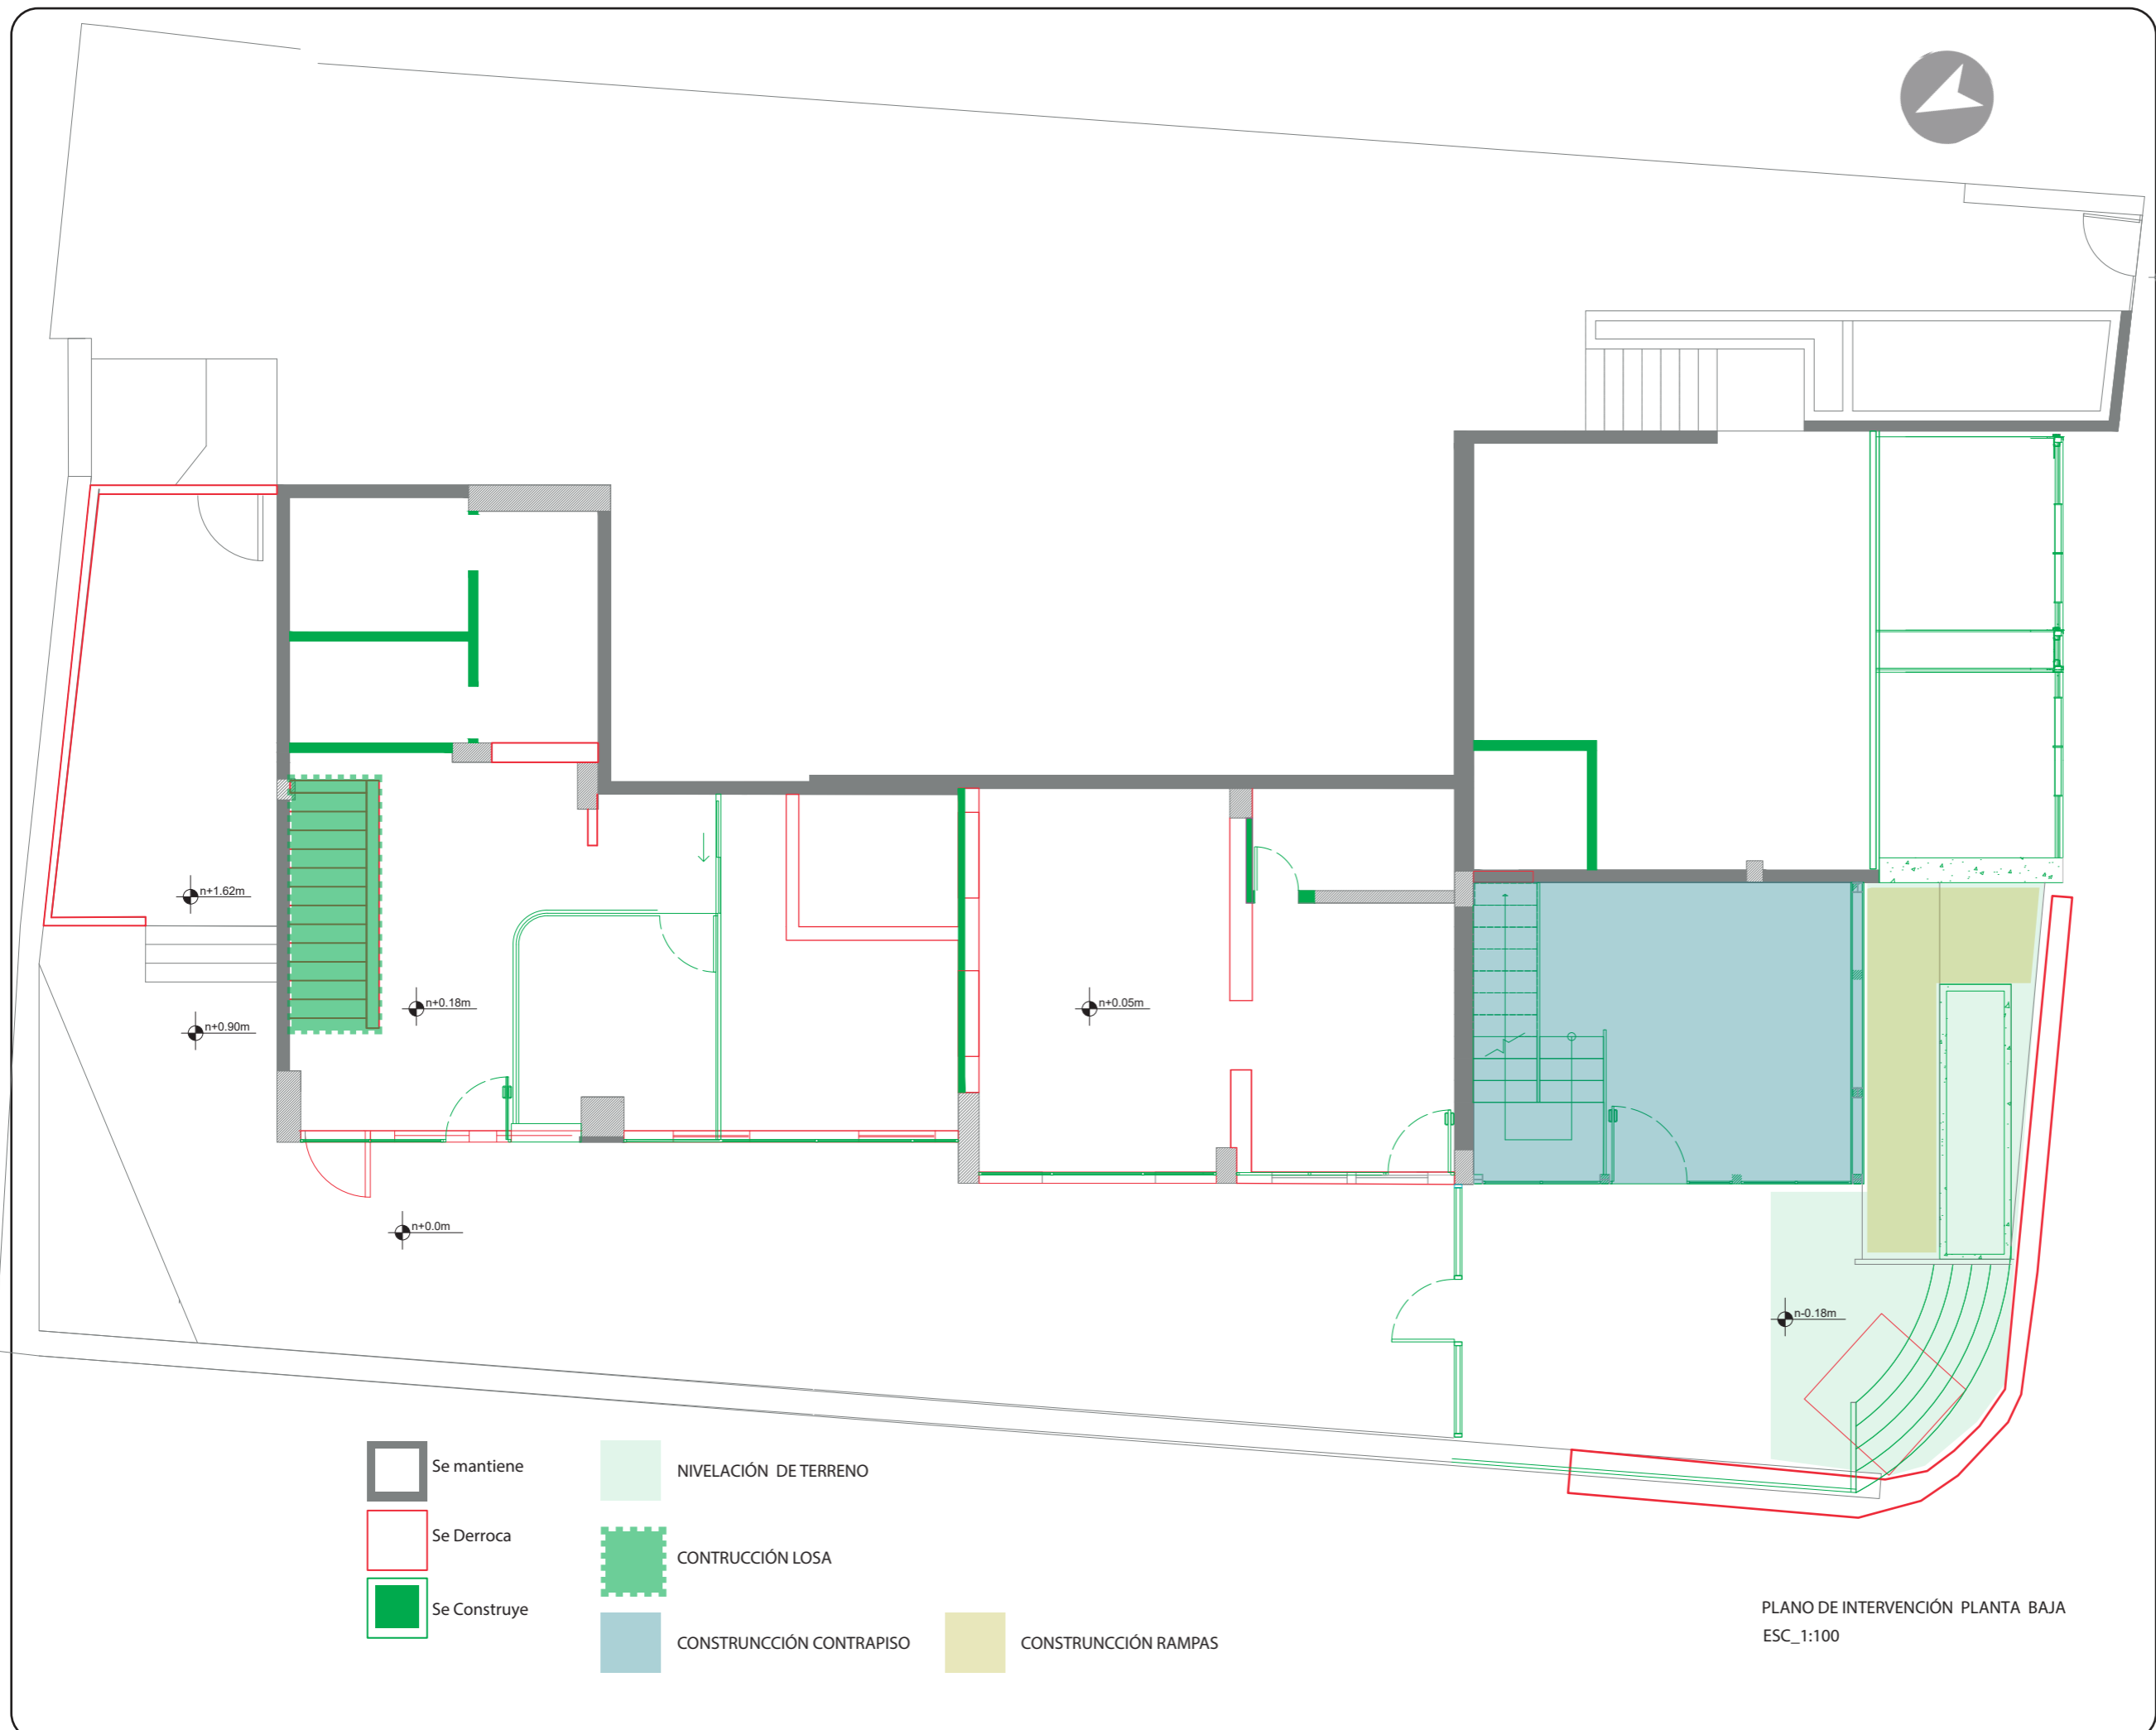 n+1.62m
n+0.18m
n+0.05m
n+0.90m
n+0.0m
n-0.18m
Se mantiene
NIVELACIÓN DE TERRENO
Se Derroca
CONTRUCCIÓN LOSA
Se Construye
CONSTRUNCCIÓN CONTRAPISO
CONSTRUNCCIÓN RAMPAS
PLANO DE INTERVENCIÓN PLANTA BAJA
ESC_1:100